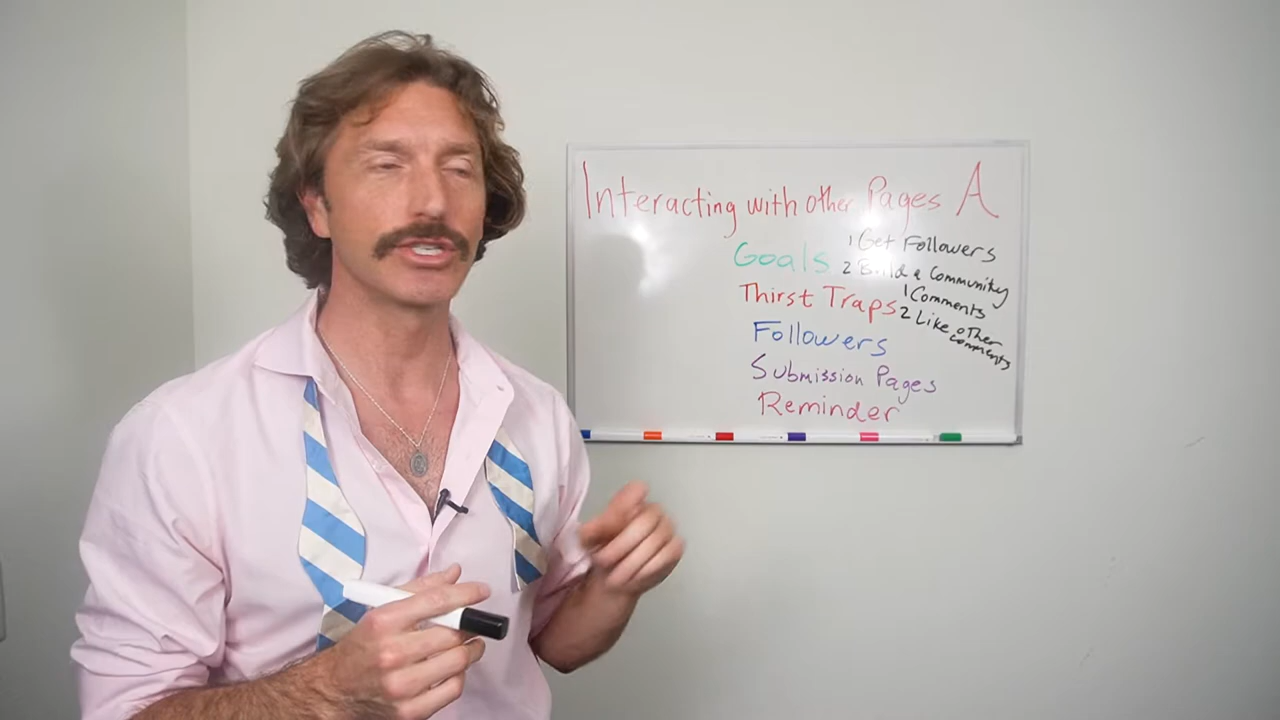 Interacting with other Pages A
Goals 1 Get Followers
2 Build a Community
Thirst Traps 1 Comments
2 Like other
comments
Followers
Submission Pages
Reminder